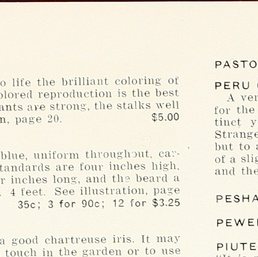 o life the brilliant coloring of
olored reproduction is the best
ants are strong, the stalks well
n, page 20. $5.00
blue, uniform throughout, car-
tandards are four inches high,
r inches long, and the beard a
. 4 feet. See illustration, page
35c; 3 for 90c; 12 for $3.25
a good chartreuse iris. It may
touch in the garden or to use
PASTO
PERU
A ver
for the
tinct y
Strange
but to a
of a slig
and the
PESHA
PEWE
PIUTE